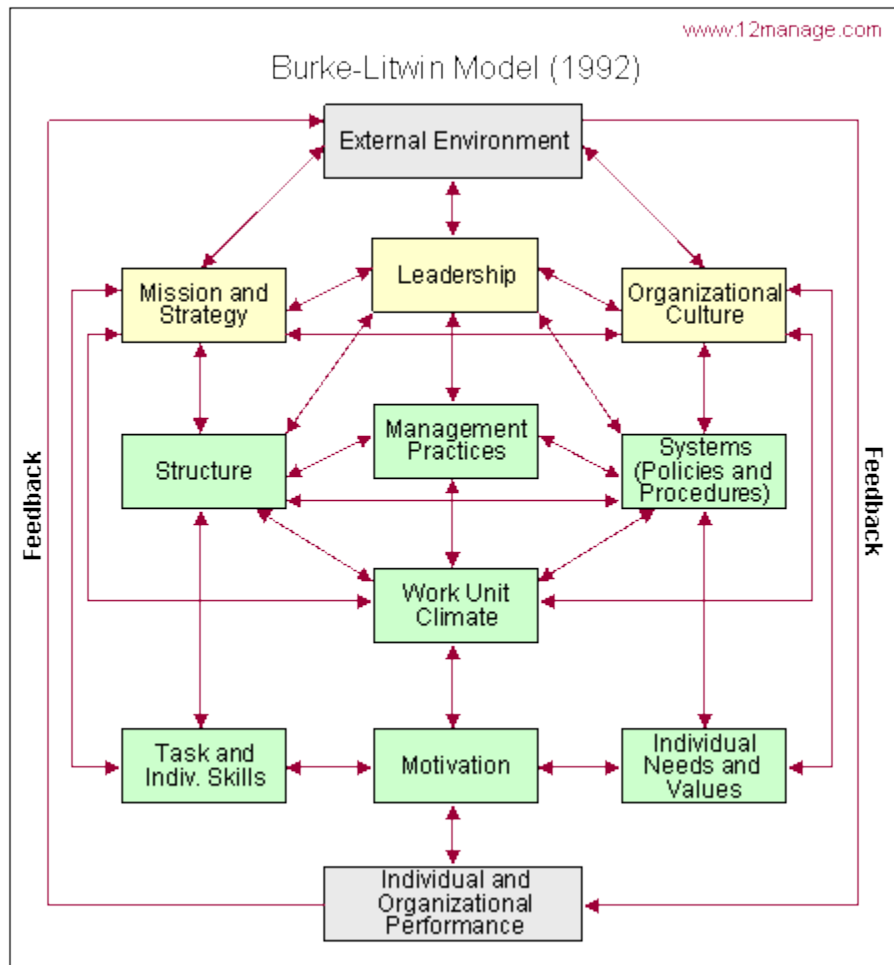 www.12manage.com
Burke-Litwin Model (1992)
External Environment
Leadership
Mission and
Strategy
Organizational
Culture
Management
Practices
Structure
Systems
(Policies and
Procedures)
Feedback
Feedback
Work Unit
Climate
Task and
Indiv. Skills
Motivation
Individual
Needs and
Values
Individual and
Organizational
Performance